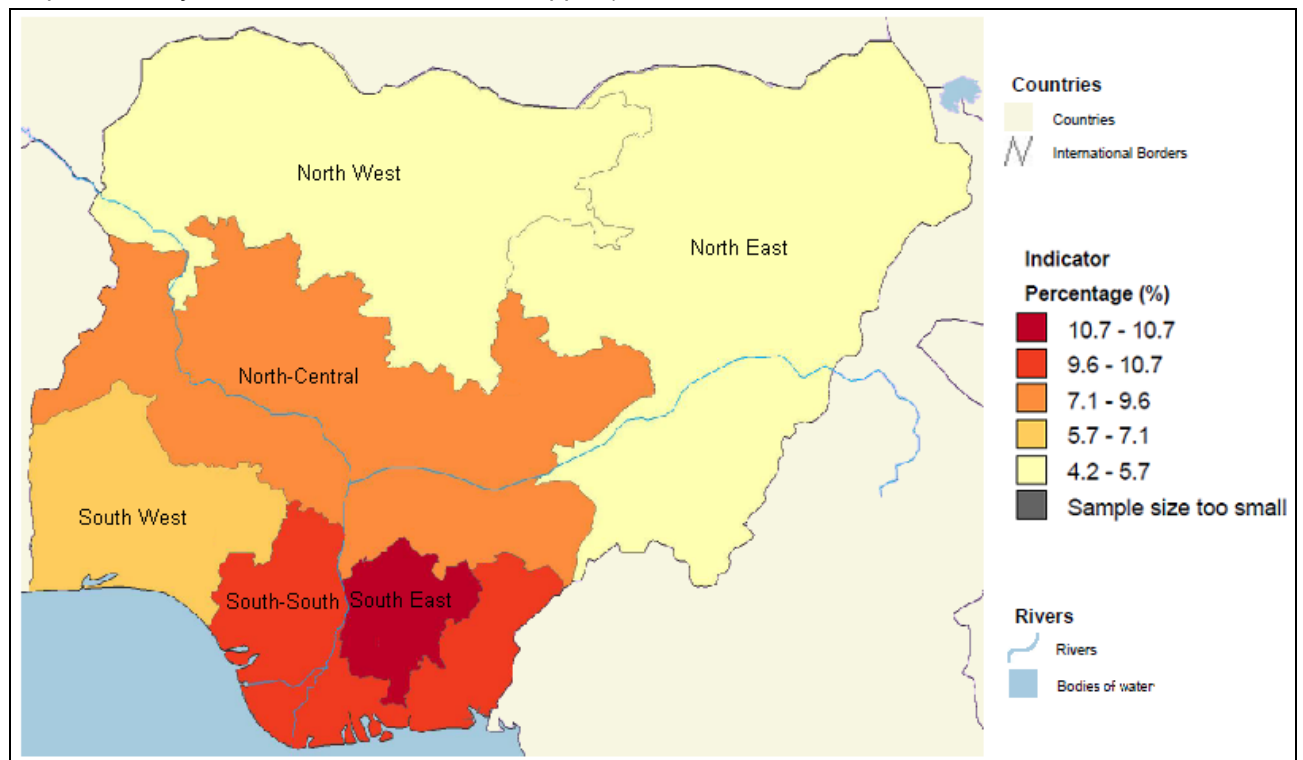 North West
North East
North-Central
South West
South-South
South East
Countries
Countries
International Borders
Indicator
Percentage (%)
10.7 - 10.7
9.6 - 10.7
7.1 - 9.6
5.7 - 7.1
4.2 - 5.7
Sample size too small
Rivers
Rivers
Bodies of water